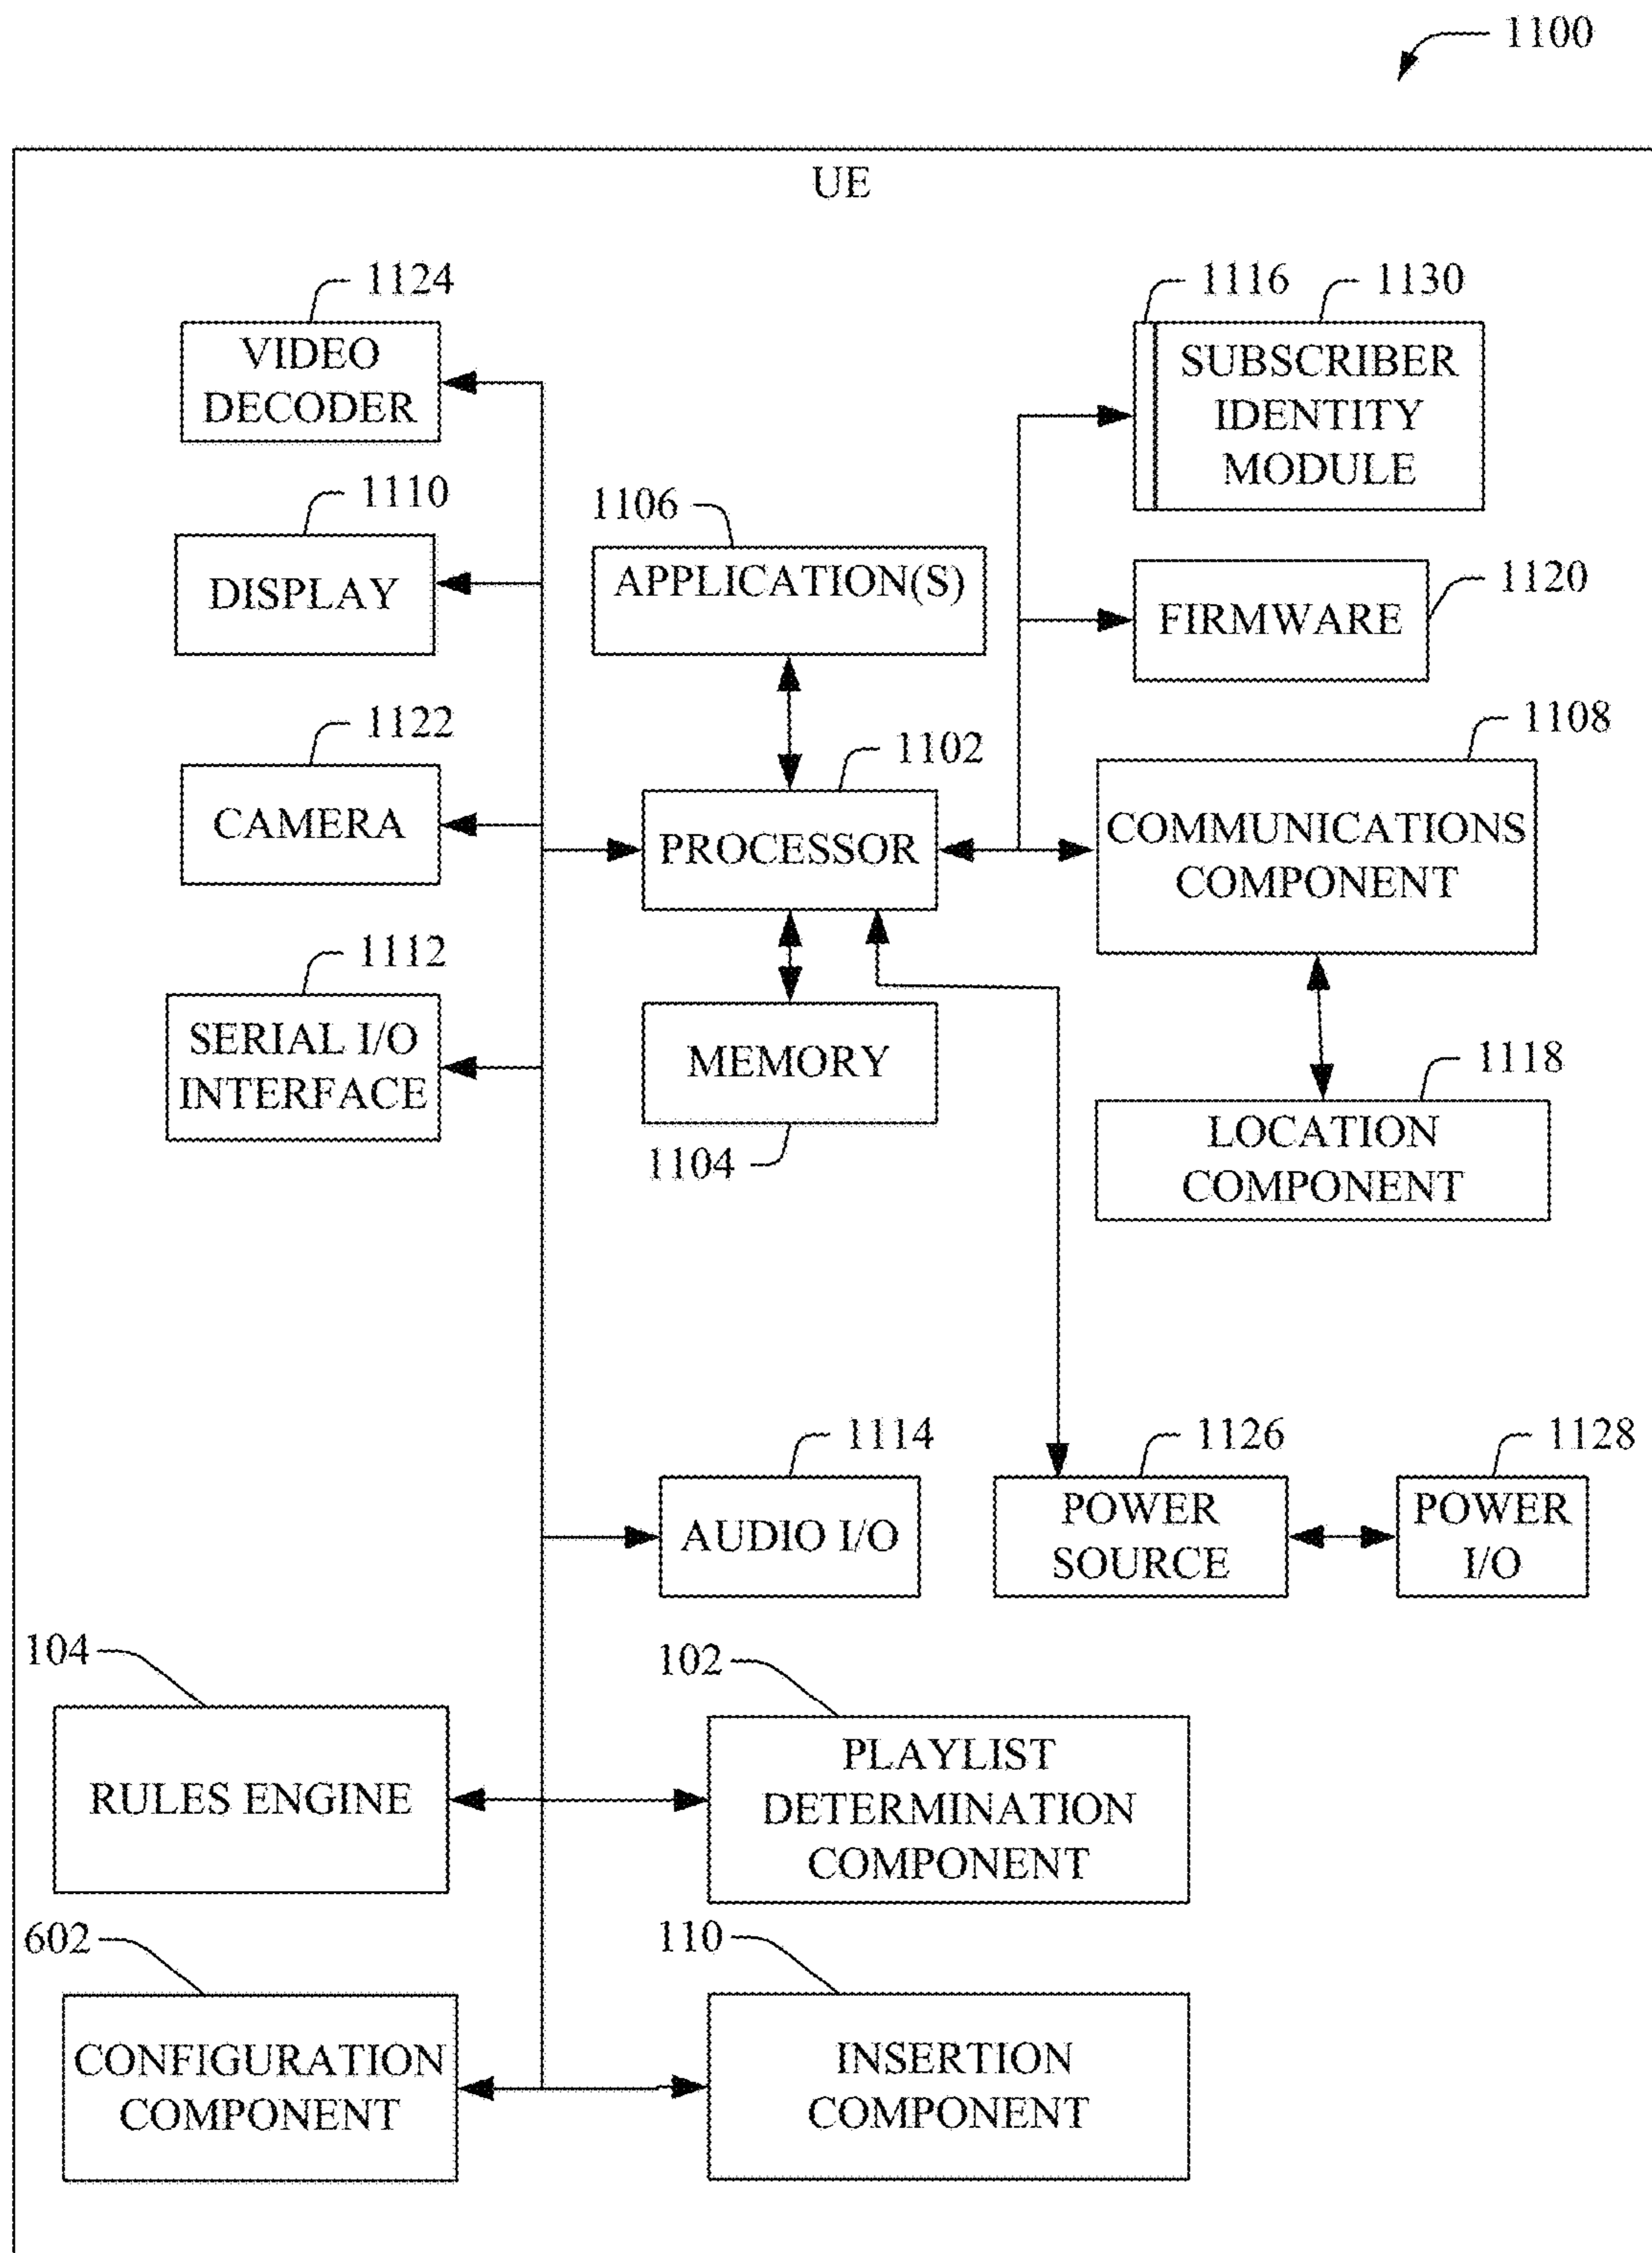 1100
UE
1124
VIDEO
DECODER
1116
1130
SUBSCRIBER
IDENTITY
MODULE
1110
DISPLAY
1106
APPLICATION(S)
1120
FIRMWARE
1122
CAMERA
1102
PROCESSOR
1108
COMMUNICATIONS
COMPONENT
1112
SERIAL I/O
INTERFACE
MEMORY
1104
1118
LOCATION
COMPONENT
1114
AUDIO I/O
1126
POWER
SOURCE
1128
POWER
I/O
104
RULES ENGINE
102
PLAYLIST
DETERMINATION
COMPONENT
602
CONFIGURATION
COMPONENT
110
INSERTION
COMPONENT